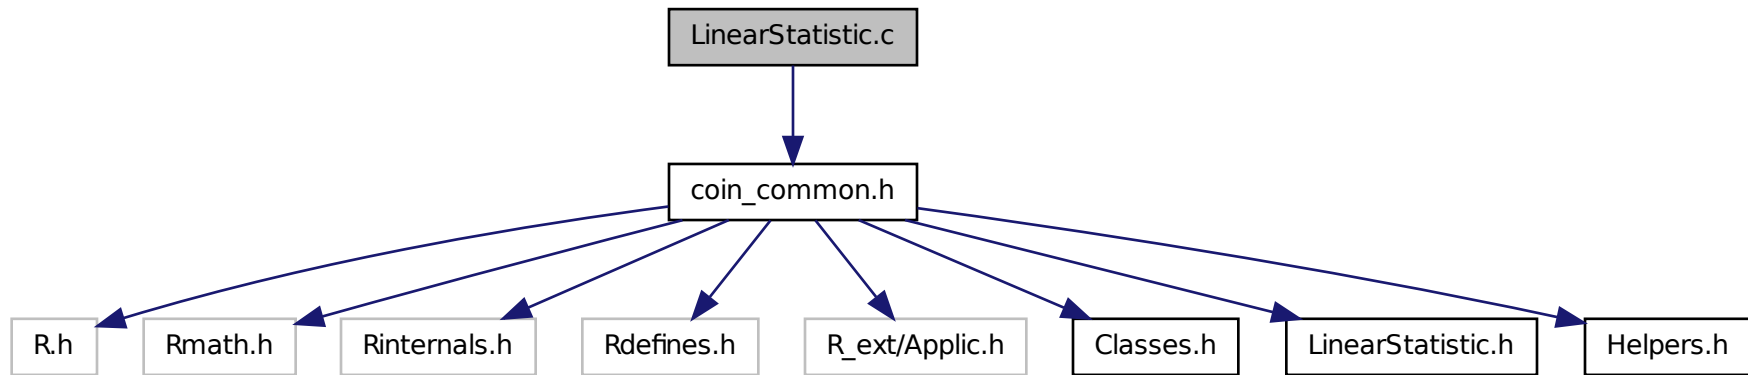 LinearStatistic.c
coin_common.h
R.h
Rmath.h
Rinternals.h
Rdefines.h
R_ext/Applic.h
Classes.h
LinearStatistic.h
Helpers.h